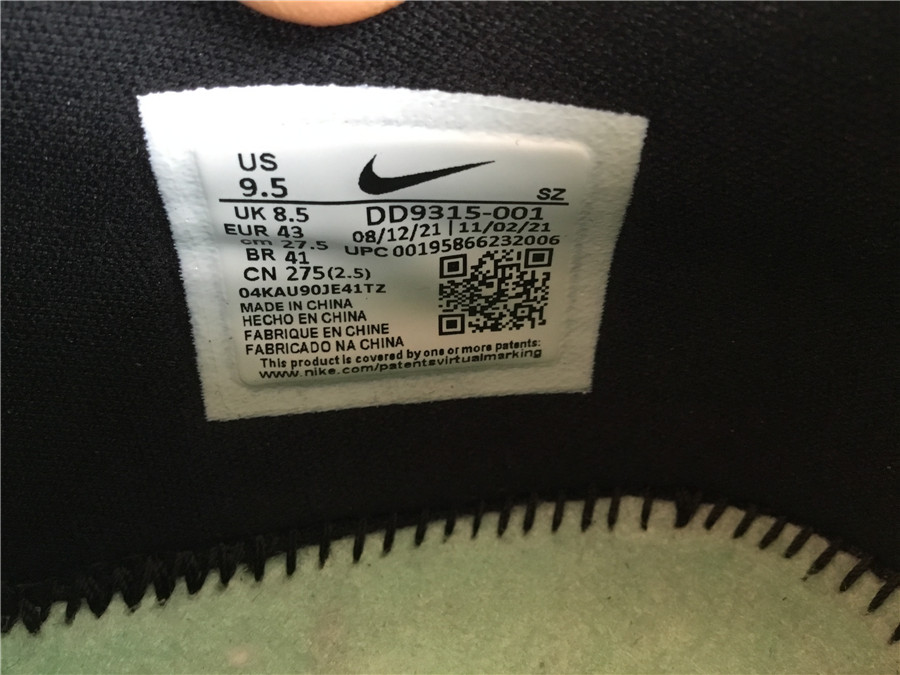 US
9.5
SZ
UK 8.5
DD9315-001
EUR 43
08/12/21 | 11/02/21
cm 27.5
UPC 00195866232006
BR 41
CN 275(2.5)
04KAU90JE41TZ
MADE IN CHINA
HECHO EN CHINA
FABRIQUE EN CHINE
FABRICADO NA CHINA
This product is covered by one or more patents:
www.nike.com/patentsvirtualmarking